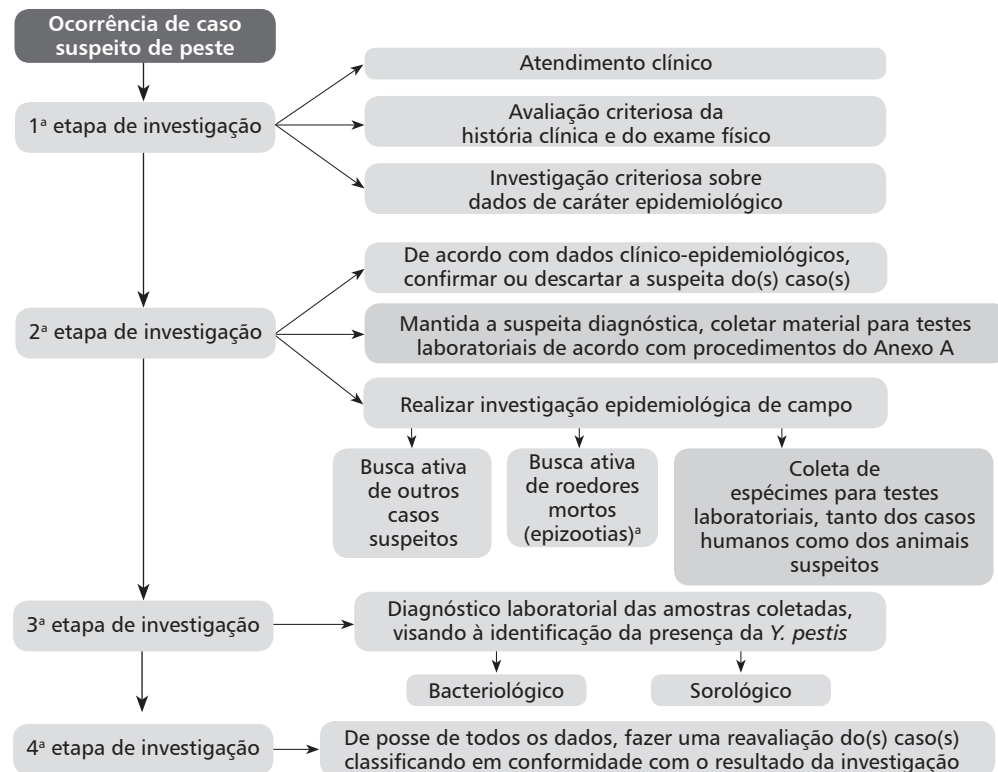 Ocorrência de caso
suspeito de peste
1ª etapa de investigação
Atendimento clínico
Avaliação criteriosa da
história clínica e do exame físico
Investigação criteriosa sobre
dados de caráter epidemiológico
2ª etapa de investigação
De acordo com dados clínico-epidemiológicos,
confirmar ou descartar a suspeita do(s) caso(s)
Mantida a suspeita diagnóstica, coletar material para testes
laboratoriais de acordo com procedimentos do Anexo A
Realizar investigação epidemiológica de campo
Busca ativa
de outros
casos
suspeitos
Busca ativa
de roedores
mortos
(epizootias)ª
Coleta de
espécimes para testes
laboratoriais, tanto dos casos
humanos como dos animais
suspeitos
3ª etapa de investigação
Diagnóstico laboratorial das amostras coletadas,
visando à identificação da presença da Y. pestis
Bacteriológico
Sorológico
4ª etapa de investigação
De posse de todos os dados, fazer uma reavaliação do(s) caso(s)
classificando em conformidade com o resultado da investigação